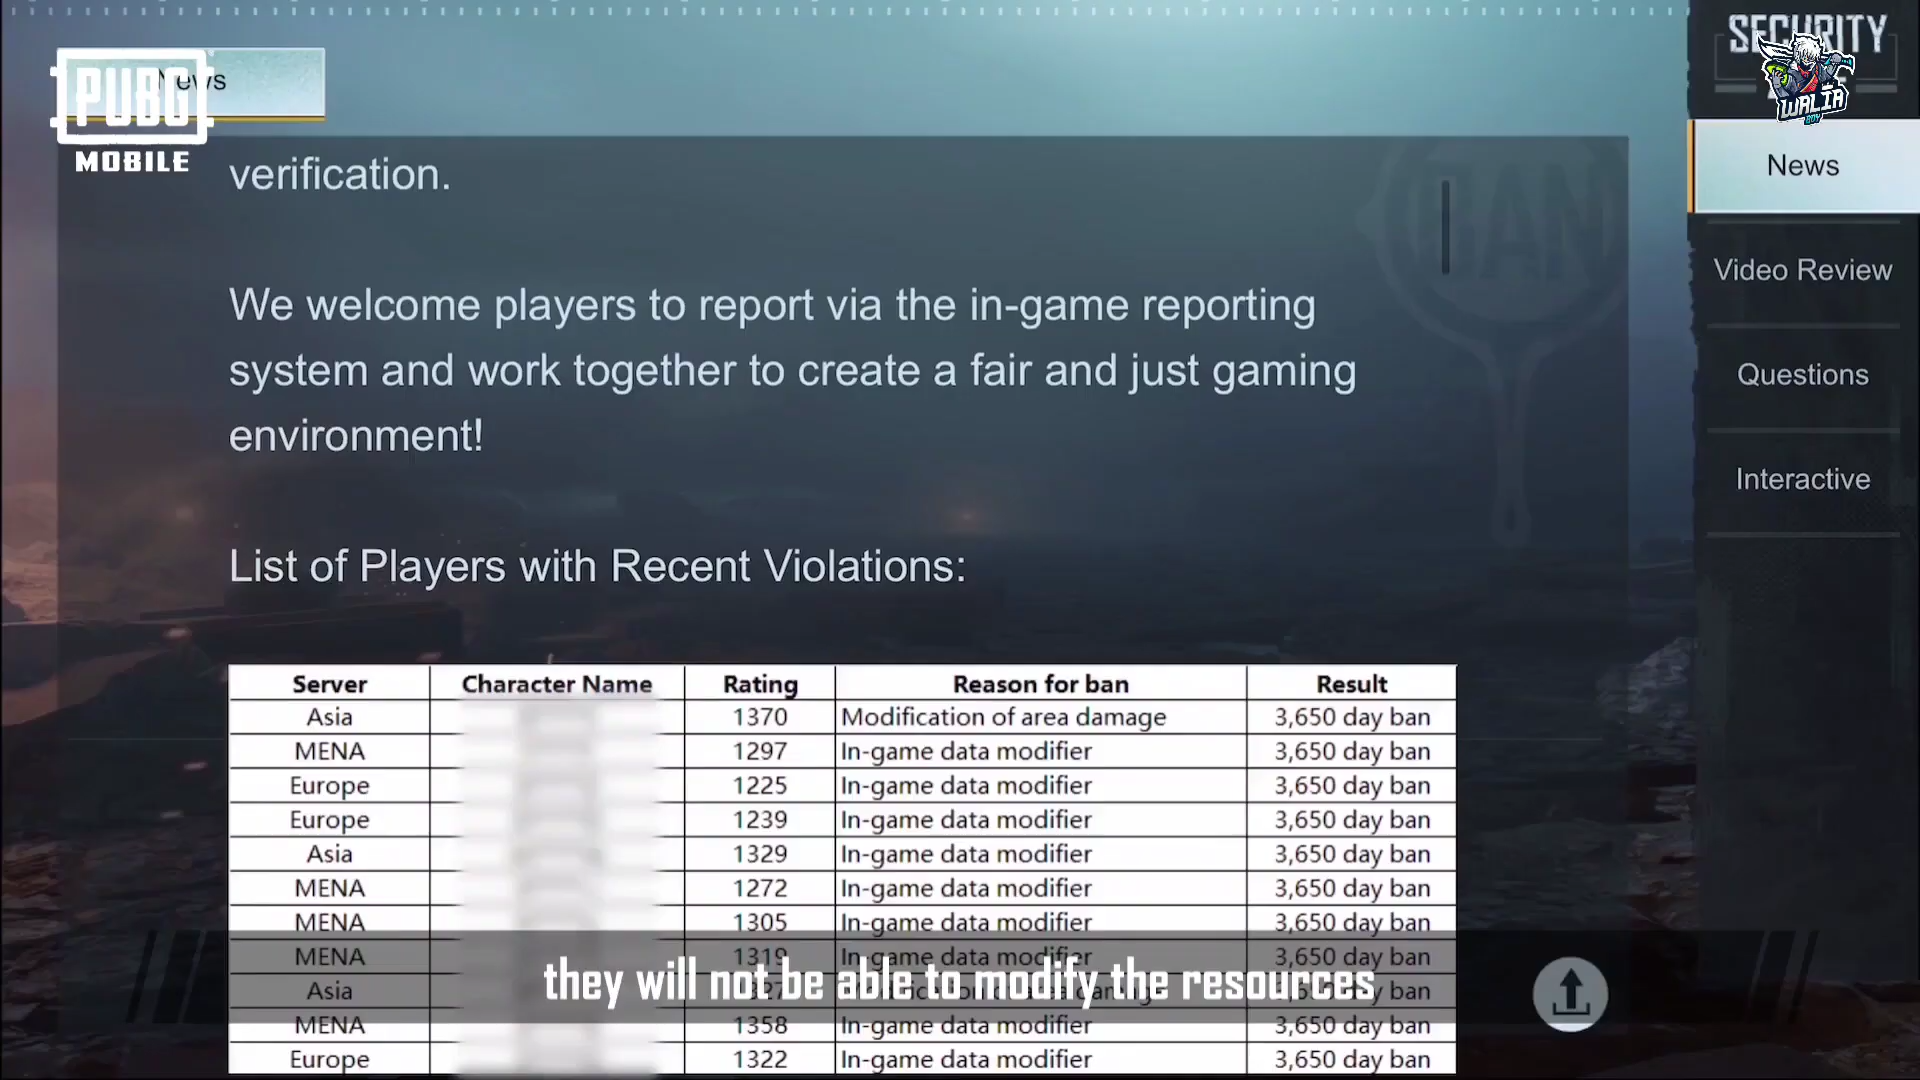 SECURITY
WALIA
BOY
News
PUBG
MOBILE
News
Video Review
Questions
Interactive
verification.
We welcome players to report via the in-game reporting
system and work together to create a fair and just gaming
environment!
List of Players with Recent Violations:
Server Character Name Rating Reason for ban Result
Asia 1370 Modification of area damage 3,650 day ban
MENA 1297 In-game data modifier 3,650 day ban
Europe 1225 In-game data modifier 3,650 day ban
Europe 1239 In-game data modifier 3,650 day ban
Asia 1329 In-game data modifier 3,650 day ban
MENA 1272 In-game data modifier 3,650 day ban
MENA 1305 In-game data modifier 3,650 day ban
MENA 1319 In-game data modifier 3,650 day ban
Asia day ban
they will not be able to modify the resources
MENA 1358 In-game data modifier 3,650 day ban
Europe 1322 In-game data modifier 3,650 day ban
BAN